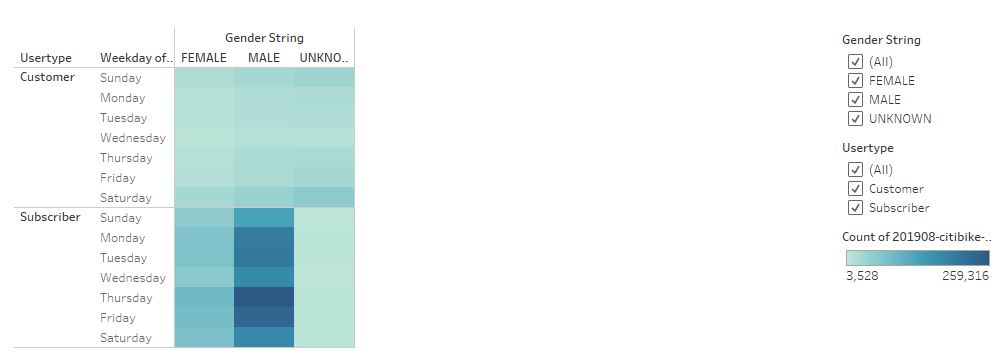 Gender String
Usertype Weekday of.. FEMALE MALE UNKNO..
Customer Sunday
Monday
Tuesday
Wednesday
Thursday
Friday
Saturday
Subscriber Sunday
Monday
Tuesday
Wednesday
Thursday
Friday
Saturday
Gender String
(All)
FEMALE
MALE
UNKNOWN
Usertype
(All)
Customer
Subscriber
Count of 201908-citibike-..
3,528 259,316